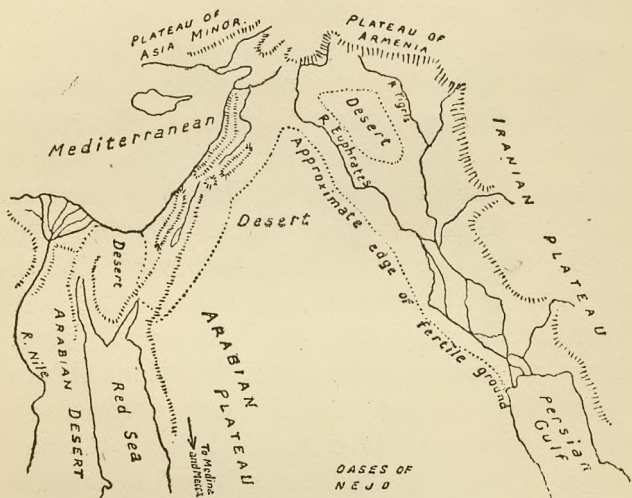 PLATEAU OF
ASIA MINOR.
PLATEAU OF
ARMENIA
Mediterranean
Desert
R. Tigris
R. Euphrates
IRANIAN
PLATEAU
Approximate edge of fertile ground
Desert
Desert
R. Nile
ARABIAN DESERT
Red Sea
ARABIAN
PLATEAU
To Medina
and Mecca
OASES OF
NEJD
Persian
Gulf